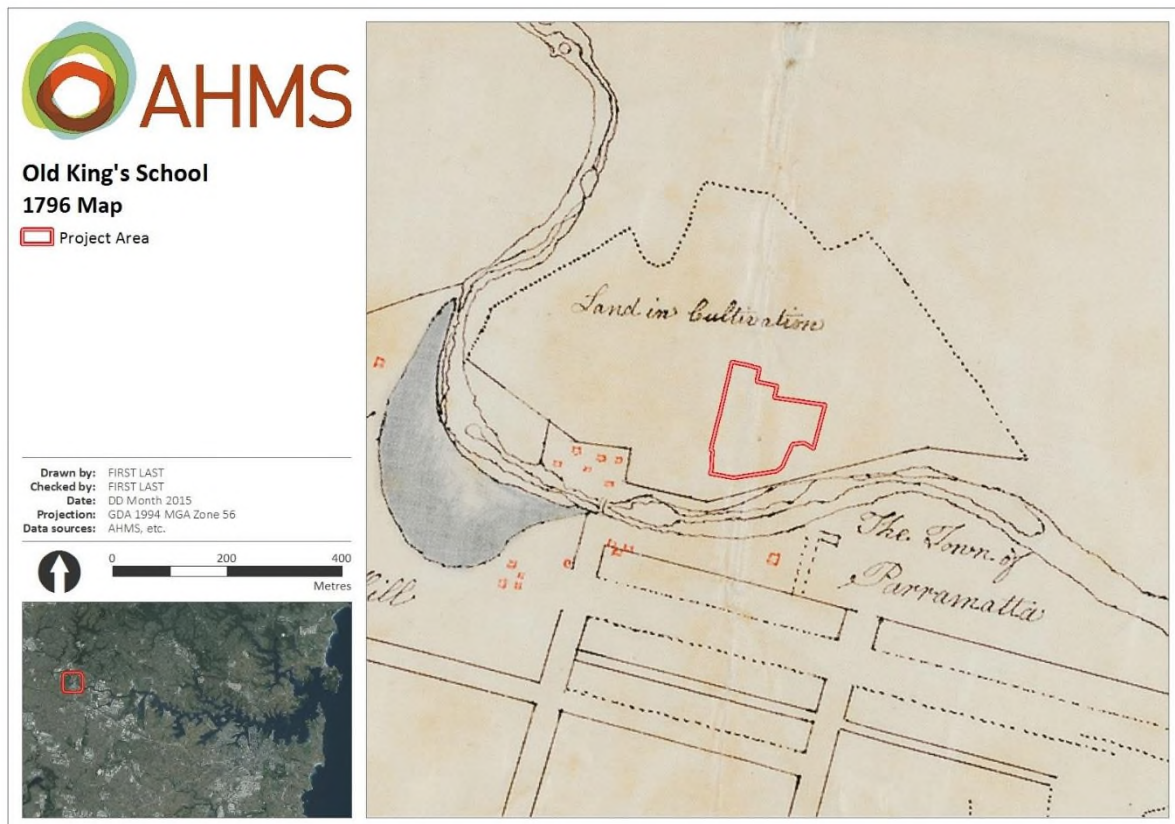 AHMS
Old King's School
1796 Map
Project Area
Drawn by: FIRST LAST
Checked by: FIRST LAST
Date: DD Month 2015
Projection: GDA 1994 MGA Zone 56
Data sources: AHMS, etc.
0 200 400
Metres
Land in Cultivation
The Town of
Parramatta
ill